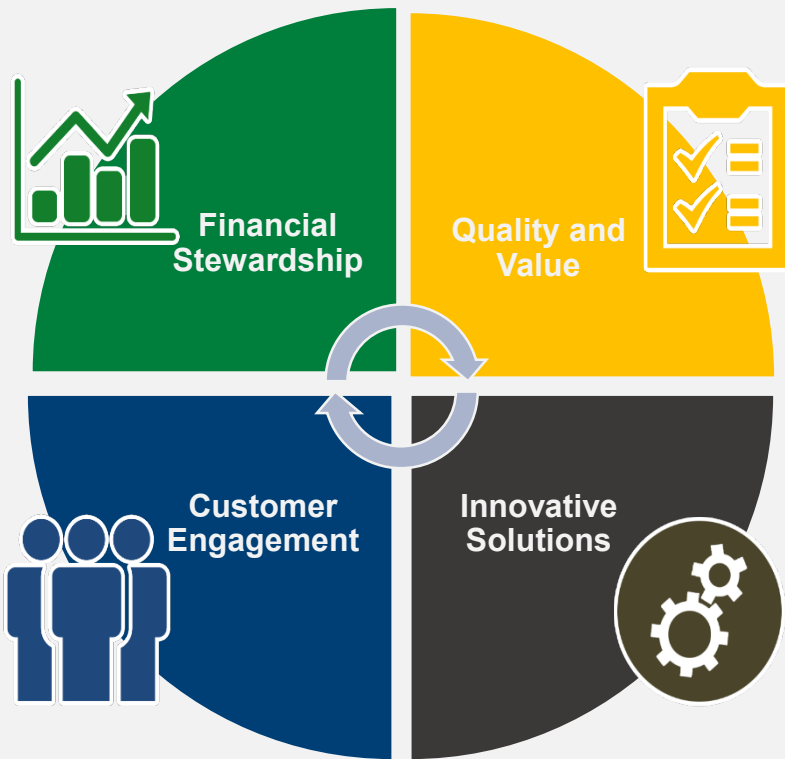 Financial
Stewardship
Quality and
Value
Customer
Engagement
Innovative
Solutions